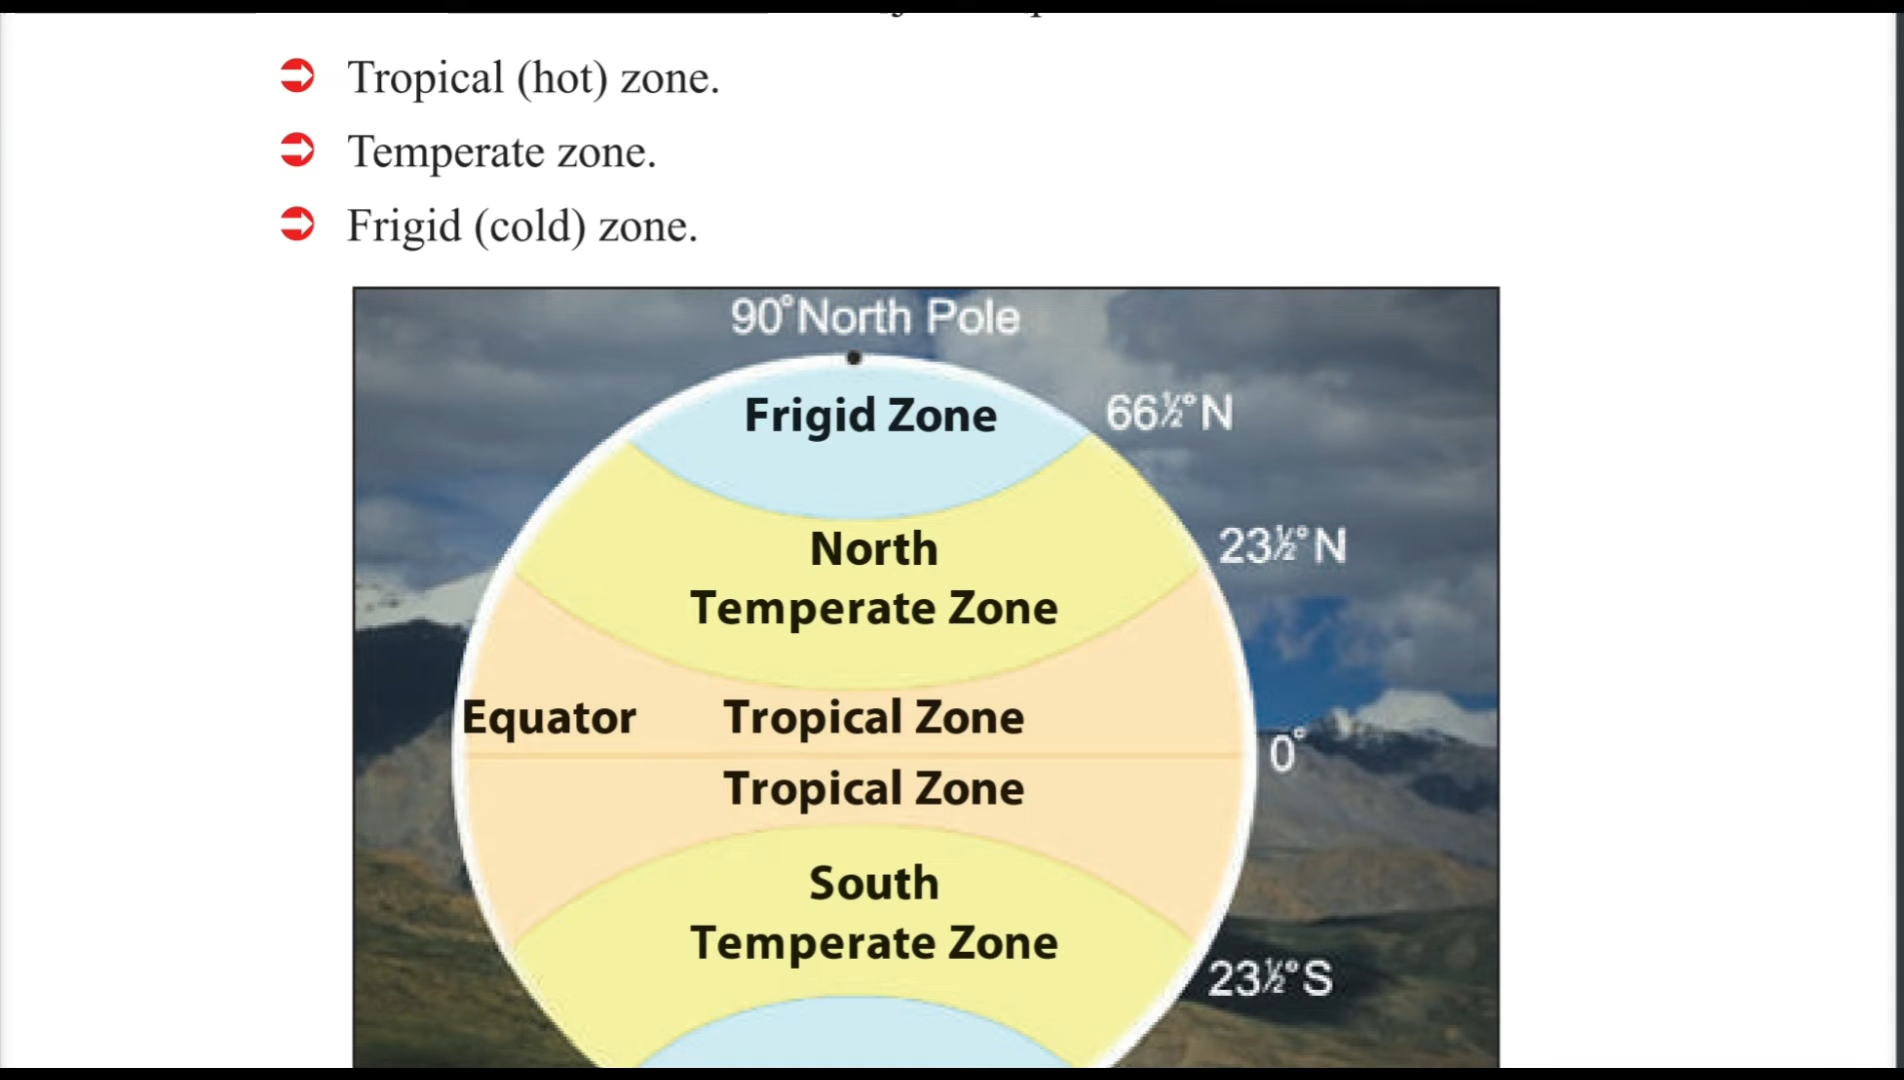 Tropical (hot) zone.
Temperate zone.
Frigid (cold) zone.
90°North Pole
Frigid Zone
66½°N
North
23½°N
Temperate Zone
Equator
Tropical Zone
0°
Tropical Zone
South
Temperate Zone
23½°S